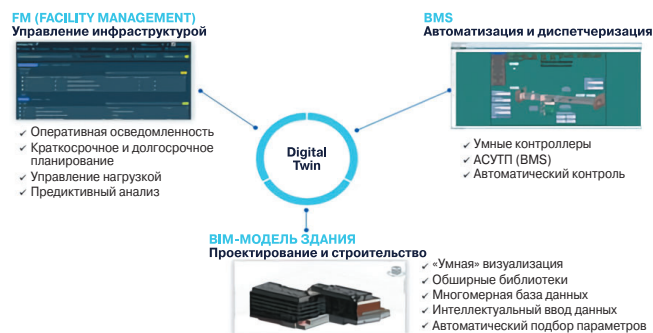 FM (FACILITY MANAGEMENT)
Управление инфраструктурой
✓ Оперативная осведомленность
✓ Краткосрочное и долгосрочное
планирование
✓ Управление нагрузкой
✓ Предиктивный анализ
BMS
Автоматизация и диспетчеризация
✓ Умные контроллеры
✓ АСУТП (BMS)
✓ Автоматический контроль
Digital
Twin
BIM-МОДЕЛЬ ЗДАНИЯ
Проектирование и строительство
✓ «Умная» визуализация
✓ Обширные библиотеки
✓ Многомерная база данных
✓ Интеллектуальный ввод данных
✓ Автоматический подбор параметров